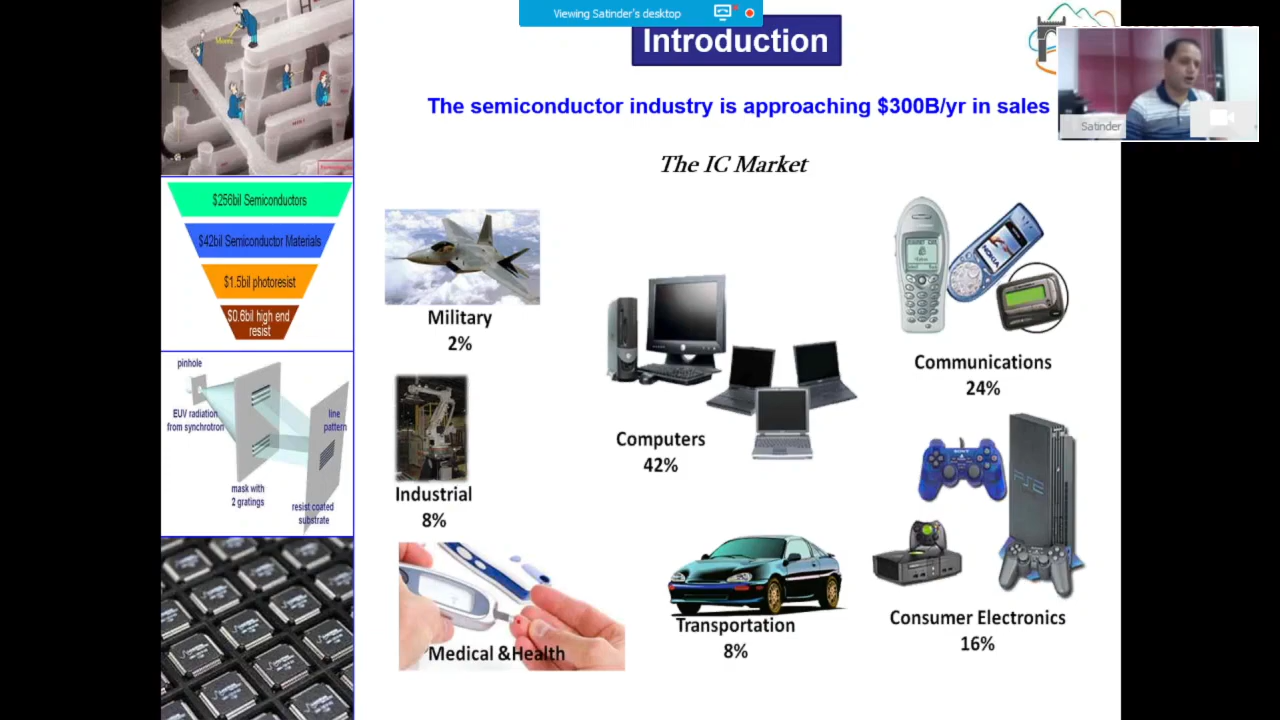 Viewing Satinder's desktop
Introduction
The semiconductor industry is approaching $300B/yr in sales
Satinder
The IC Market
$256bil Semiconductors
$42bil Semiconductor Materials
$1.5bil photoresist
$0.6bil high end
resist
pinhole
EUV radiation
from synchrotron
line
pattern
mask with
2 gratings
resist coated
substrate
Military
2%
Industrial
8%
Medical &Health
Computers
42%
Transportation
8%
Communications
24%
NOKIA
PS2
Consumer Electronics
16%